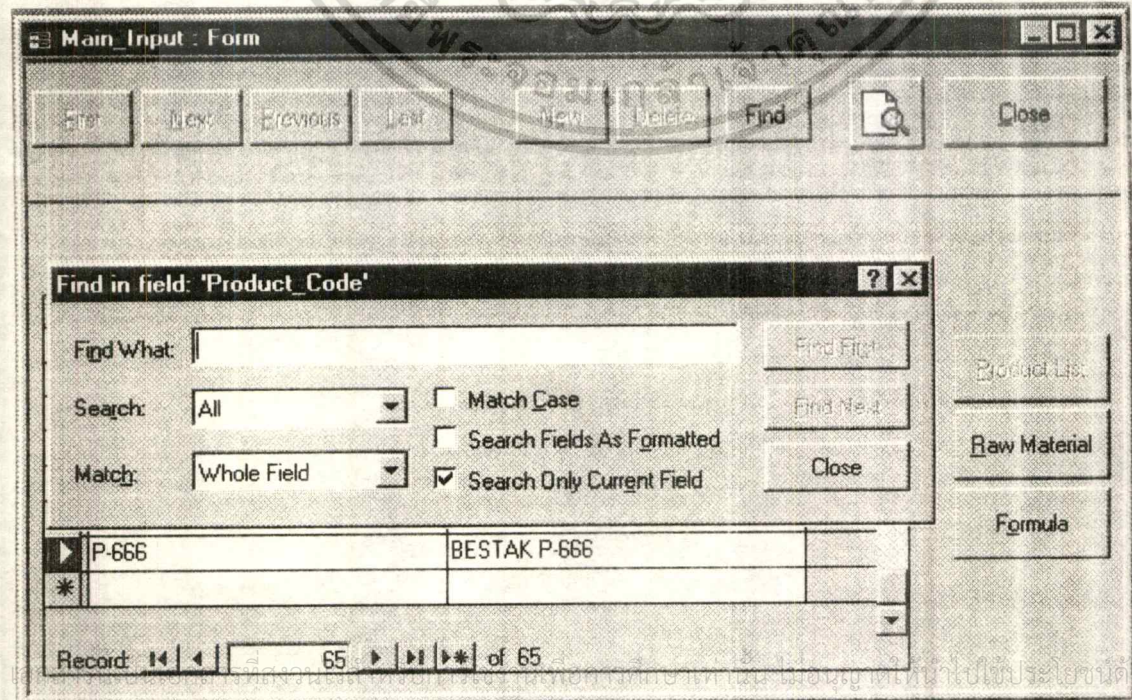 Main_Input : Form
First Next Previous Last New Delete Find Close
Find in field: 'Product_Code'
Find What:
Find First
Search: All
Match Case
Find Next
Search Fields As Formatted
Match: Whole Field
Search Only Current Field
Close
Product List
Raw Material
Formula
P-666 BESTAK P-666
Record: 65 of 65